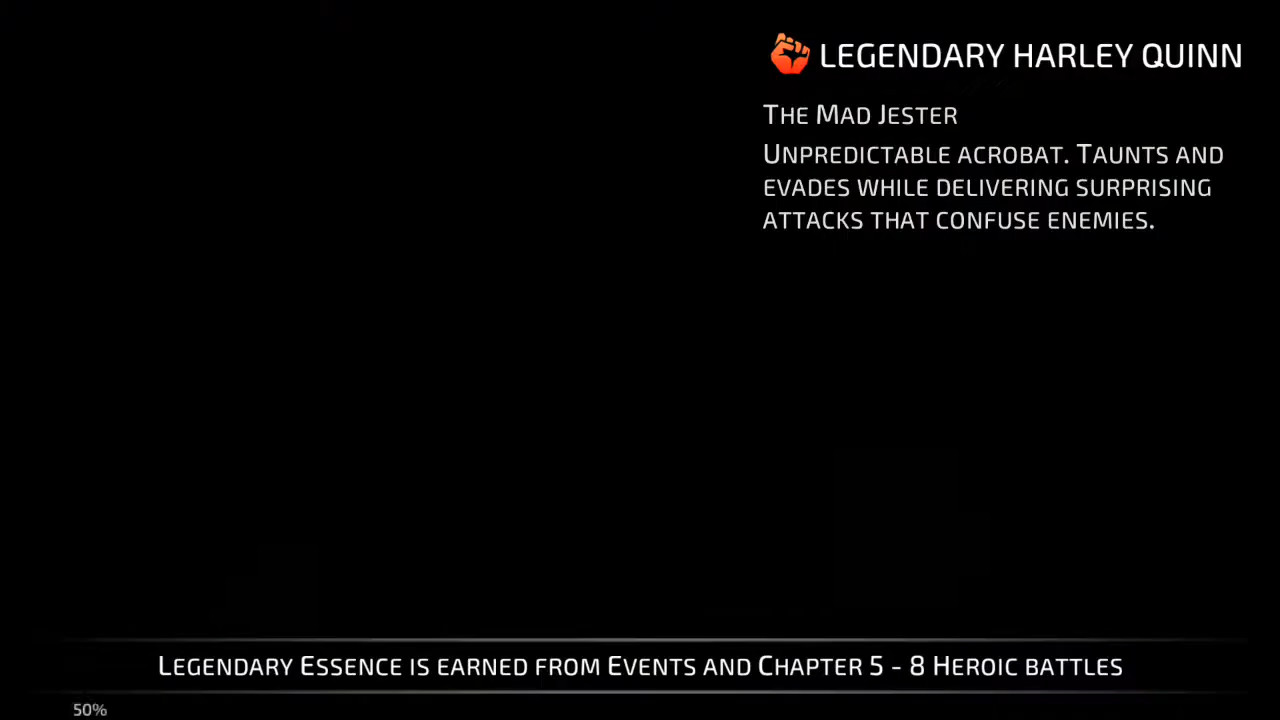 LEGENDARY HARLEY QUINN
THE MAD JESTER
UNPREDICTABLE ACROBAT. TAUNTS AND
EVADES WHILE DELIVERING SURPRISING
ATTACKS THAT CONFUSE ENEMIES.
LEGENDARY ESSENCE IS EARNED FROM EVENTS AND CHAPTER 5 - 8 HEROIC BATTLES
50%